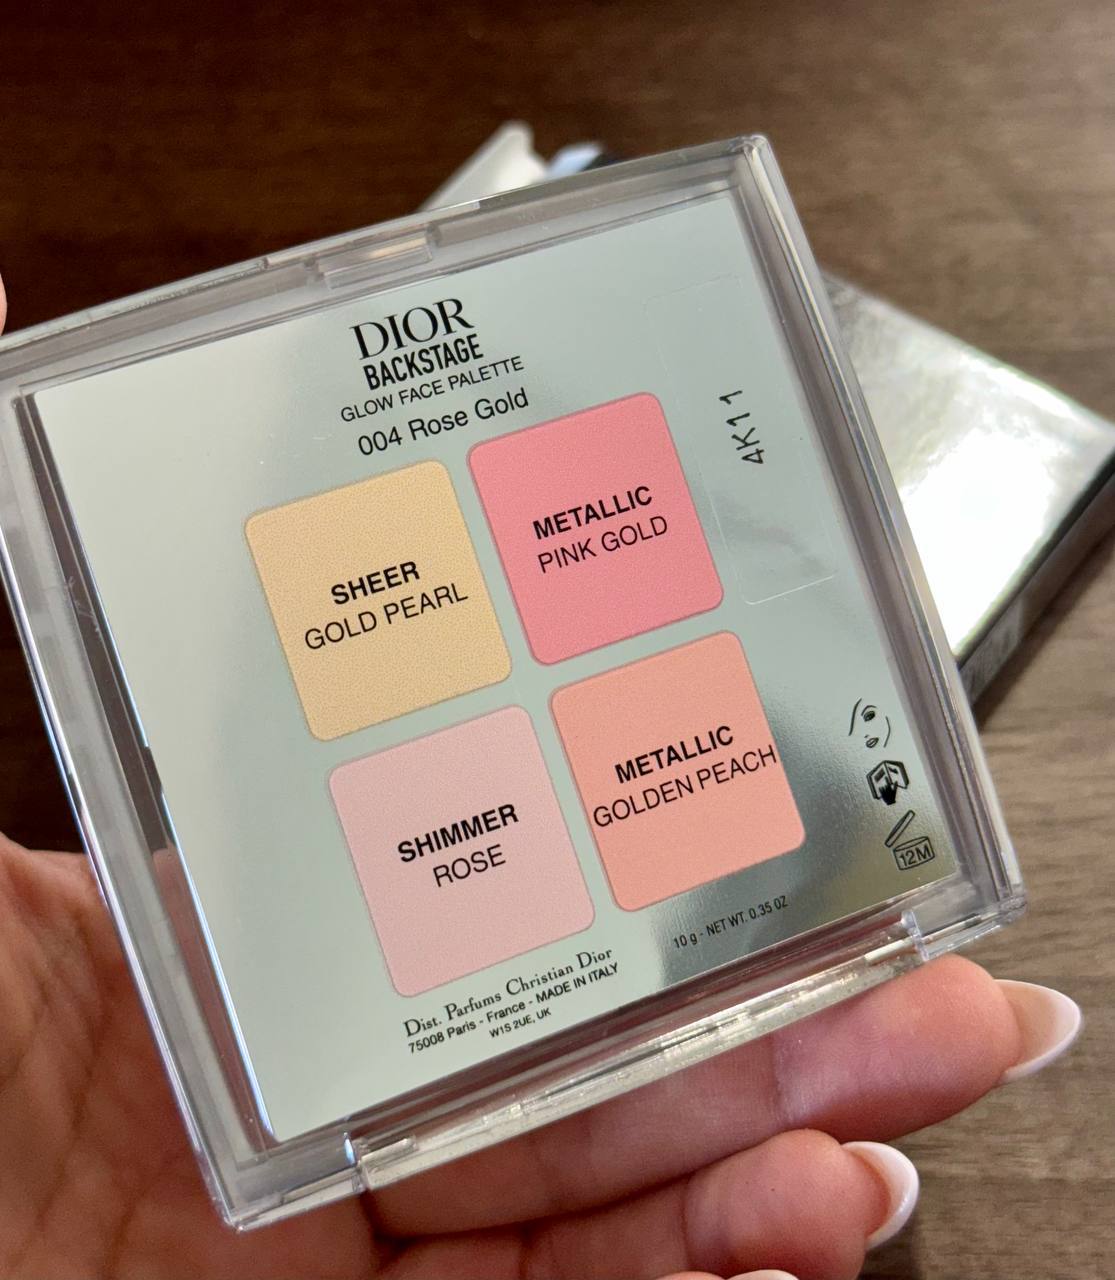 DIOR
BACKSTAGE
GLOW FACE PALETTE
004 Rose Gold
4K11
SHEER
GOLD PEARL
METALLIC
PINK GOLD
SHIMMER
ROSE
METALLIC
GOLDEN PEACH
12M
10 g - NET WT. 0.35 OZ
Dist. Parfums Christian Dior
75008 Paris - France - MADE IN ITALY
W1S 2UE, UK